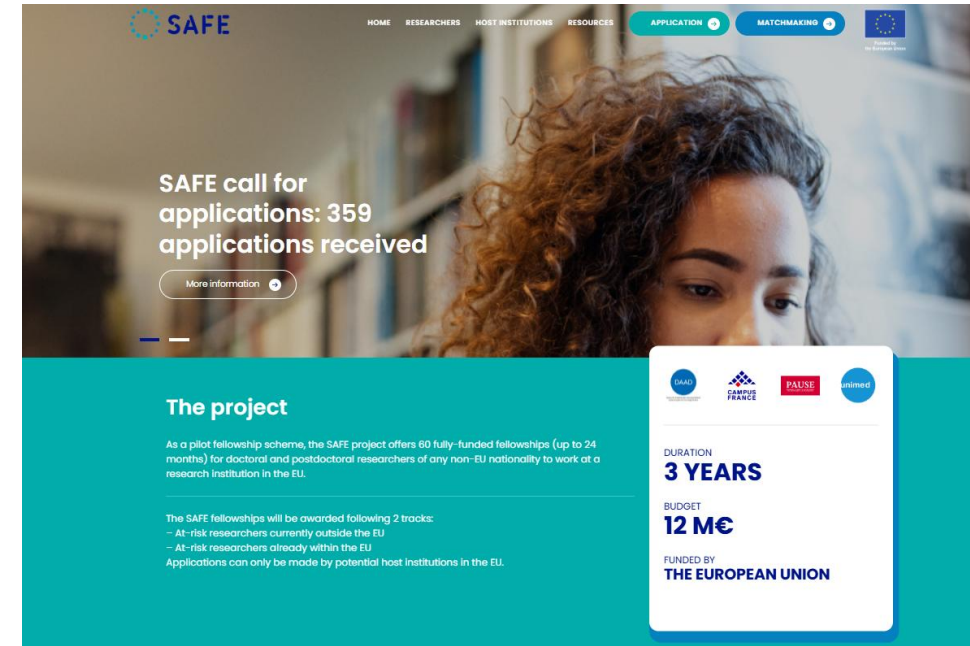 SAFE
HOME RESEARCHERS HOST INSTITUTIONS RESOURCES APPLICATION MATCHMAKING
Funded by
the European Union
SAFE call for
applications: 359
applications received
More information
The project
As a pilot fellowship scheme, the SAFE project offers 60 fully-funded fellowships (up to 24
months) for doctoral and postdoctoral researchers of any non-EU nationality to work at a
research institution in the EU.
The SAFE fellowships will be awarded following 2 tracks:
– At-risk researchers currently outside the EU
– At-risk researchers already within the EU
Applications can only be made by potential host institutions in the EU.
DAAD
CAMPUS
FRANCE
PAUSE
unimed
DURATION
3 YEARS
BUDGET
12 M€
FUNDED BY
THE EUROPEAN UNION